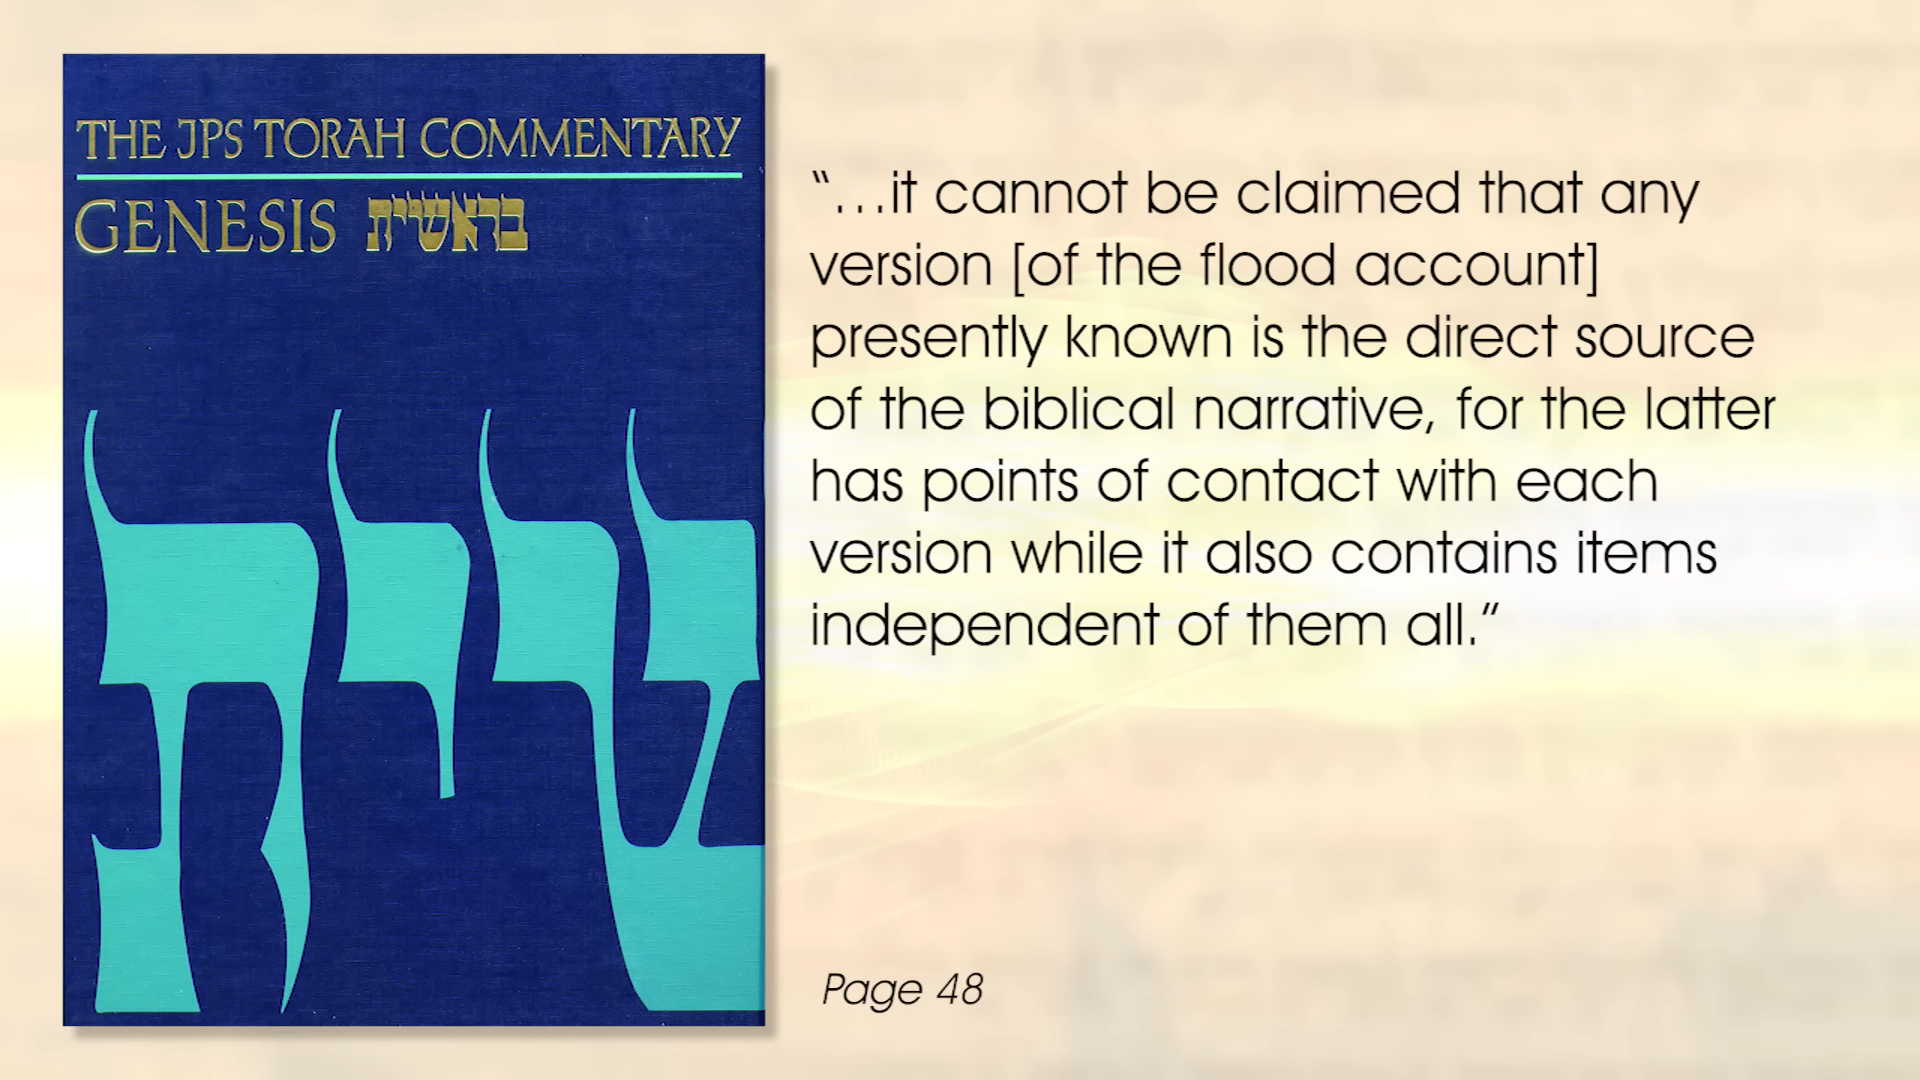 THE JPS TORAH COMMENTARY
GENESIS בראשית
שית
“…it cannot be claimed that any
version [of the flood account]
presently known is the direct source
of the biblical narrative, for the latter
has points of contact with each
version while it also contains items
independent of them all.”
Page 48